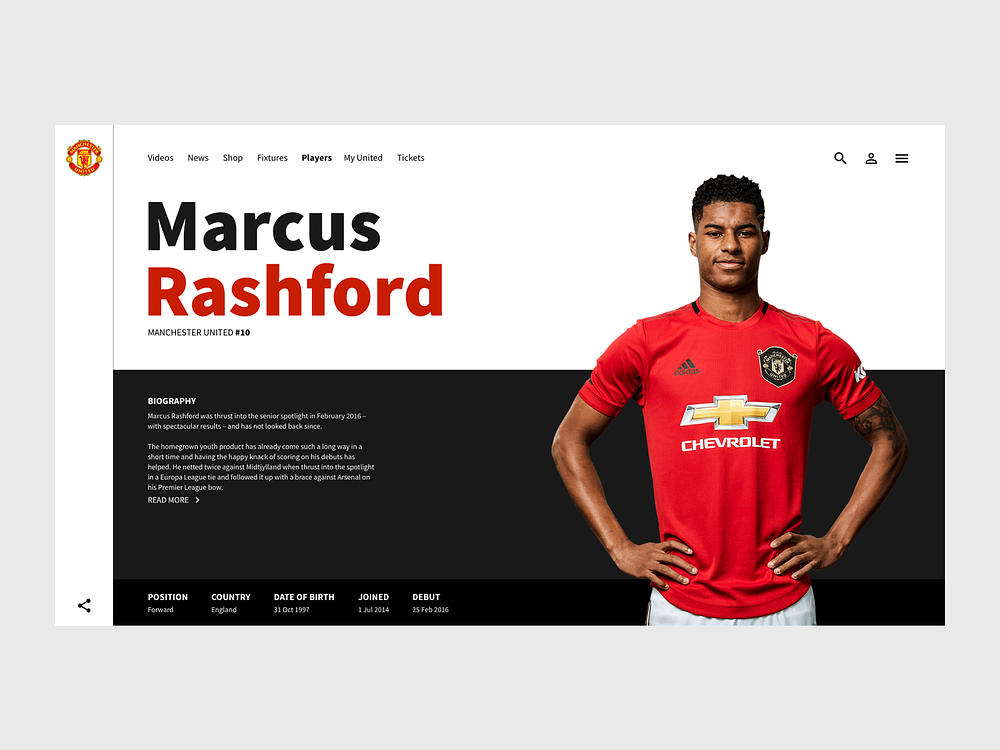 MANCHESTER
UNITED
Videos News Shop Fixtures Players My United Tickets
Marcus
Rashford
MANCHESTER UNITED #10
adidas
MANCHESTER
UNITED
CHEVROLET
BIOGRAPHY
Marcus Rashford was thrust into the senior spotlight in February 2016 –
with spectacular results – and has not looked back since.
The homegrown youth product has already come such a long way in a
short time and having the happy knack of scoring on his debuts has
helped. He netted twice against Midtjylland when thrust into the spotlight
in a Europa League tie and followed it up with a brace against Arsenal on
his Premier League bow.
READ MORE
POSITION COUNTRY DATE OF BIRTH JOINED DEBUT
Forward England 31 Oct 1997 1 Jul 2014 25 Feb 2016